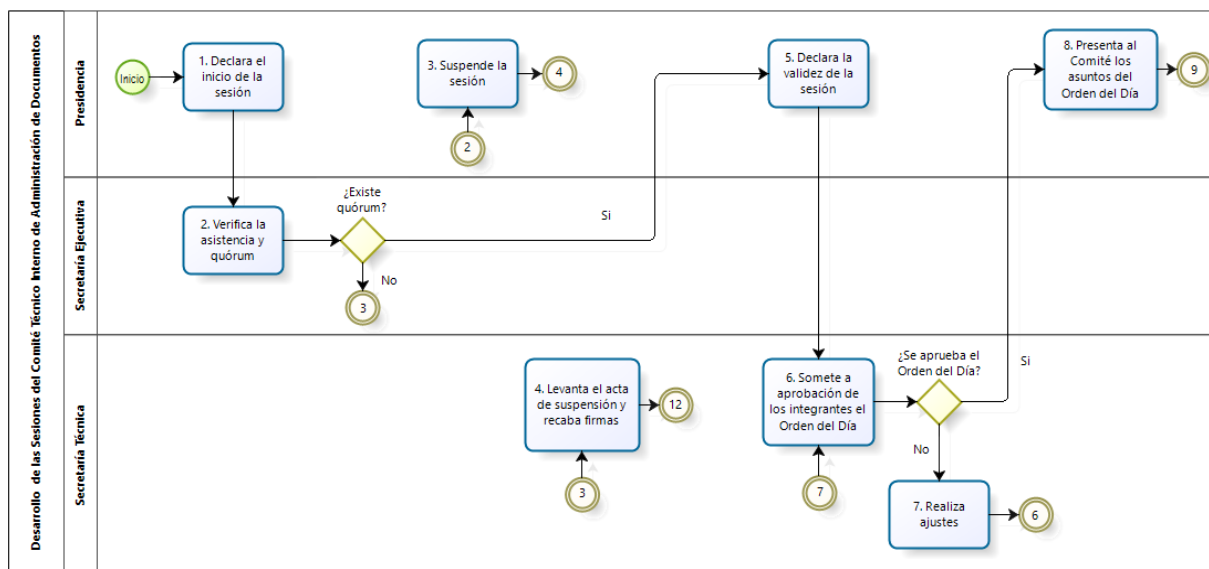 Desarrollo de las Sesiones del Comité Técnico Interno de Administración de Documentos
Presidencia
Inicio
1. Declara el
inicio de la
sesión
3. Suspende la
sesión
4
2
5. Declara la
validez de la
sesión
8. Presenta al
Comité los
asuntos del
Orden del Día
9
Secretaría Ejecutiva
2. Verifica la
asistencia y
quórum
¿Existe
quórum?
Si
No
3
Secretaría Técnica
4. Levanta el acta
de suspensión y
recaba firmas
12
3
6. Somete a
aprobación de
los integrantes el
Orden del Día
7
¿Se aprueba el
Orden del Día?
Si
No
7. Realiza
ajustes
6